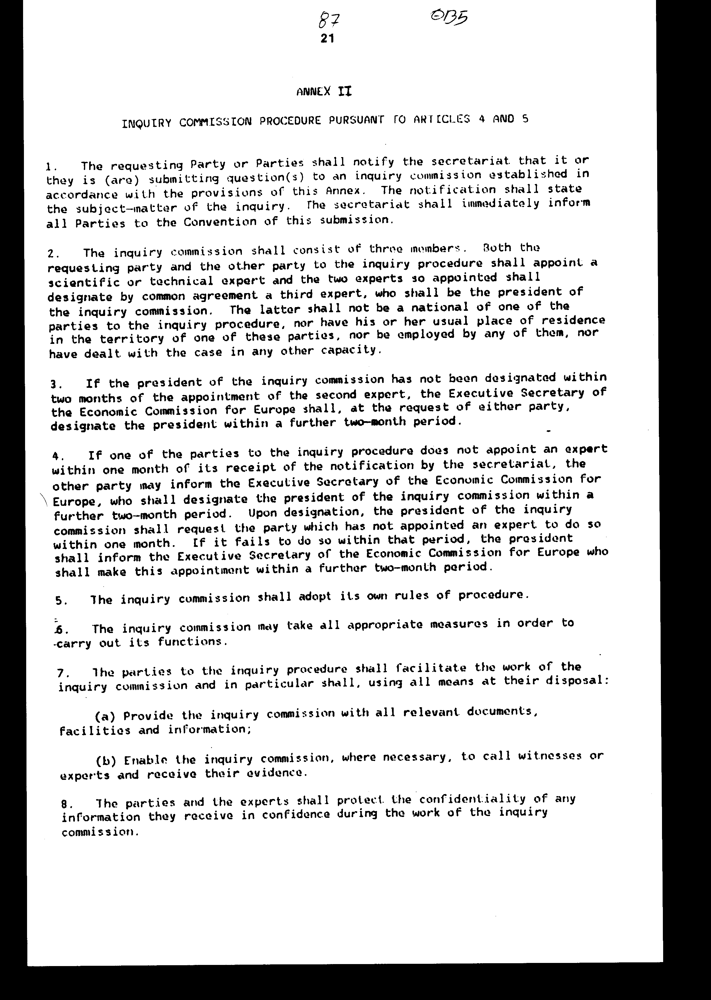 87
21
ANNEX II
INQUIRY COMMISSION PROCEDURE PURSUANT TO ARTICLES 4 AND 5
1. The requesting Party or Parties shall notify the secretariat that it or
they is (are) submitting question(s) to an inquiry commission established in
accordance with the provisions of this Annex. The notification shall state
the subject-matter of the inquiry. The secretariat shall immediately inform
all Parties to the Convention of this submission.
2. The inquiry commission shall consist of three members. Both the
requesting party and the other party to the inquiry procedure shall appoint a
scientific or technical expert and the two experts so appointed shall
designate by common agreement a third expert, who shall be the president of
the inquiry commission. The latter shall not be a national of one of the
parties to the inquiry procedure, nor have his or her usual place of residence
in the territory of one of these parties, nor be employed by any of them, nor
have dealt with the case in any other capacity.
3. If the president of the inquiry commission has not been designated within
two months of the appointment of the second expert, the Executive Secretary of
the Economic Commission for Europe shall, at the request of either party,
designate the president within a further two-month period.
4. If one of the parties to the inquiry procedure does not appoint an expert
within one month of its receipt of the notification by the secretariat, the
other party may inform the Executive Secretary of the Economic Commission for
Europe, who shall designate the president of the inquiry commission within a
further two-month period. Upon designation, the president of the inquiry
commission shall request the party which has not appointed an expert to do so
within one month. If it fails to do so within that period, the president
shall inform the Executive Secretary of the Economic Commission for Europe who
shall make this appointment within a further two-month period.
5. The inquiry commission shall adopt its own rules of procedure.
6. The inquiry commission may take all appropriate measures in order to
carry out its functions.
7. The parties to the inquiry procedure shall facilitate the work of the
inquiry commission and in particular shall, using all means at their disposal:
(a) Provide the inquiry commission with all relevant documents,
facilities and information;
(b) Enable the inquiry commission, where necessary, to call witnesses or
experts and receive their evidence.
8. The parties and the experts shall protect the confidentiality of any
information they receive in confidence during the work of the inquiry
commission.